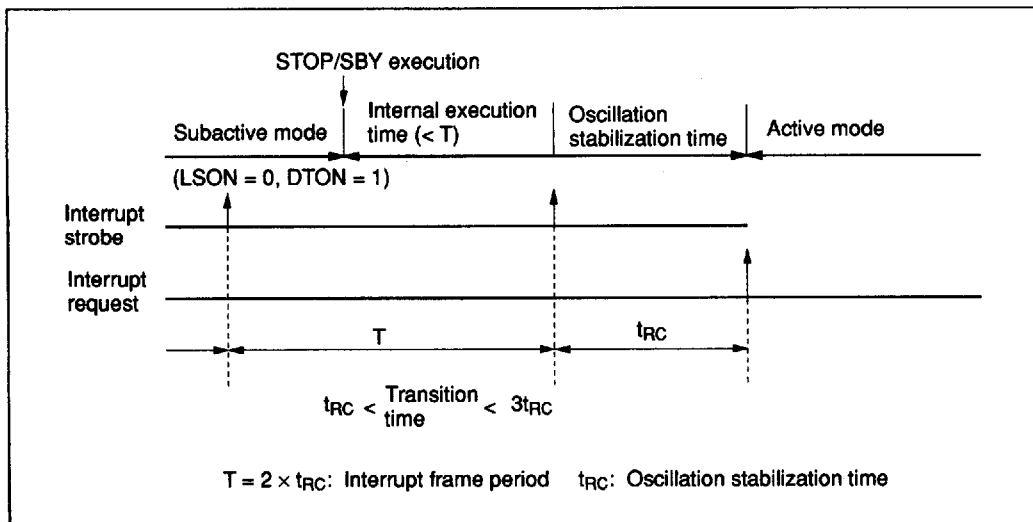 STOP/SBY execution
Subactive mode
Internal execution
time (< T)
Oscillation
stabilization time
Active mode
(LSON = 0, DTON = 1)
Interrupt
strobe
Interrupt
request
T
tRC
tRC < Transition time < 3tRC
T = 2 × tRC: Interrupt frame period tRC: Oscillation stabilization time